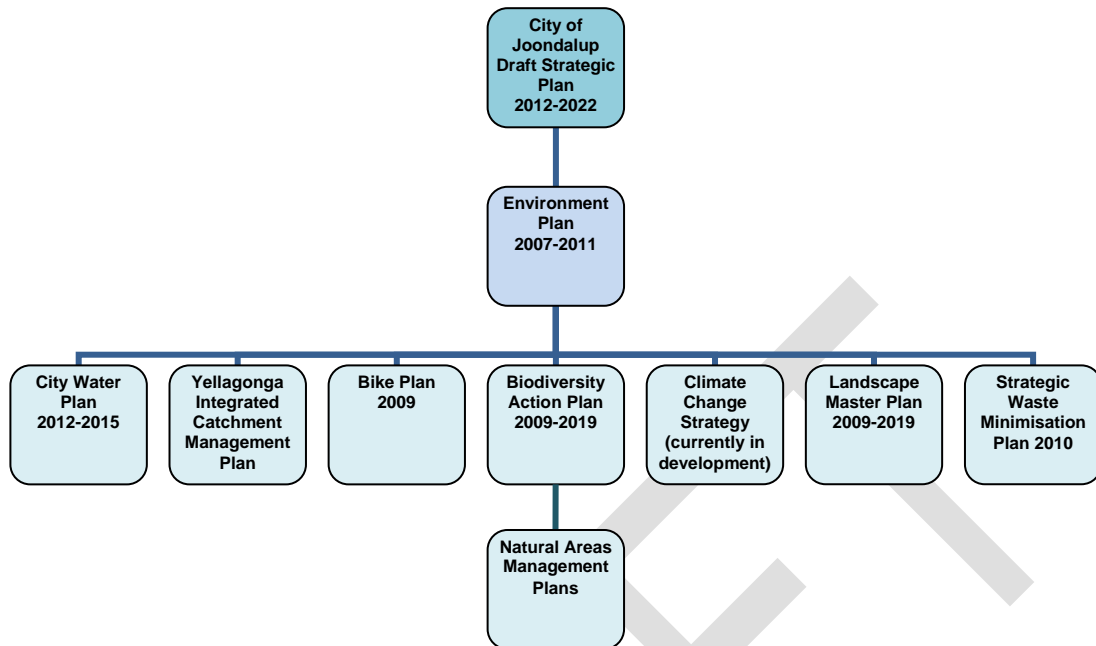 City of
Joondalup
Draft Strategic
Plan
2012-2022
Environment
Plan
2007-2011
City Water
Plan
2012-2015
Yellagonga
Integrated
Catchment
Management
Plan
Bike Plan
2009
Biodiversity
Action Plan
2009-2019
Climate
Change
Strategy
(currently in
development)
Landscape
Master Plan
2009-2019
Strategic
Waste
Minimisation
Plan 2010
Natural Areas
Management
Plans